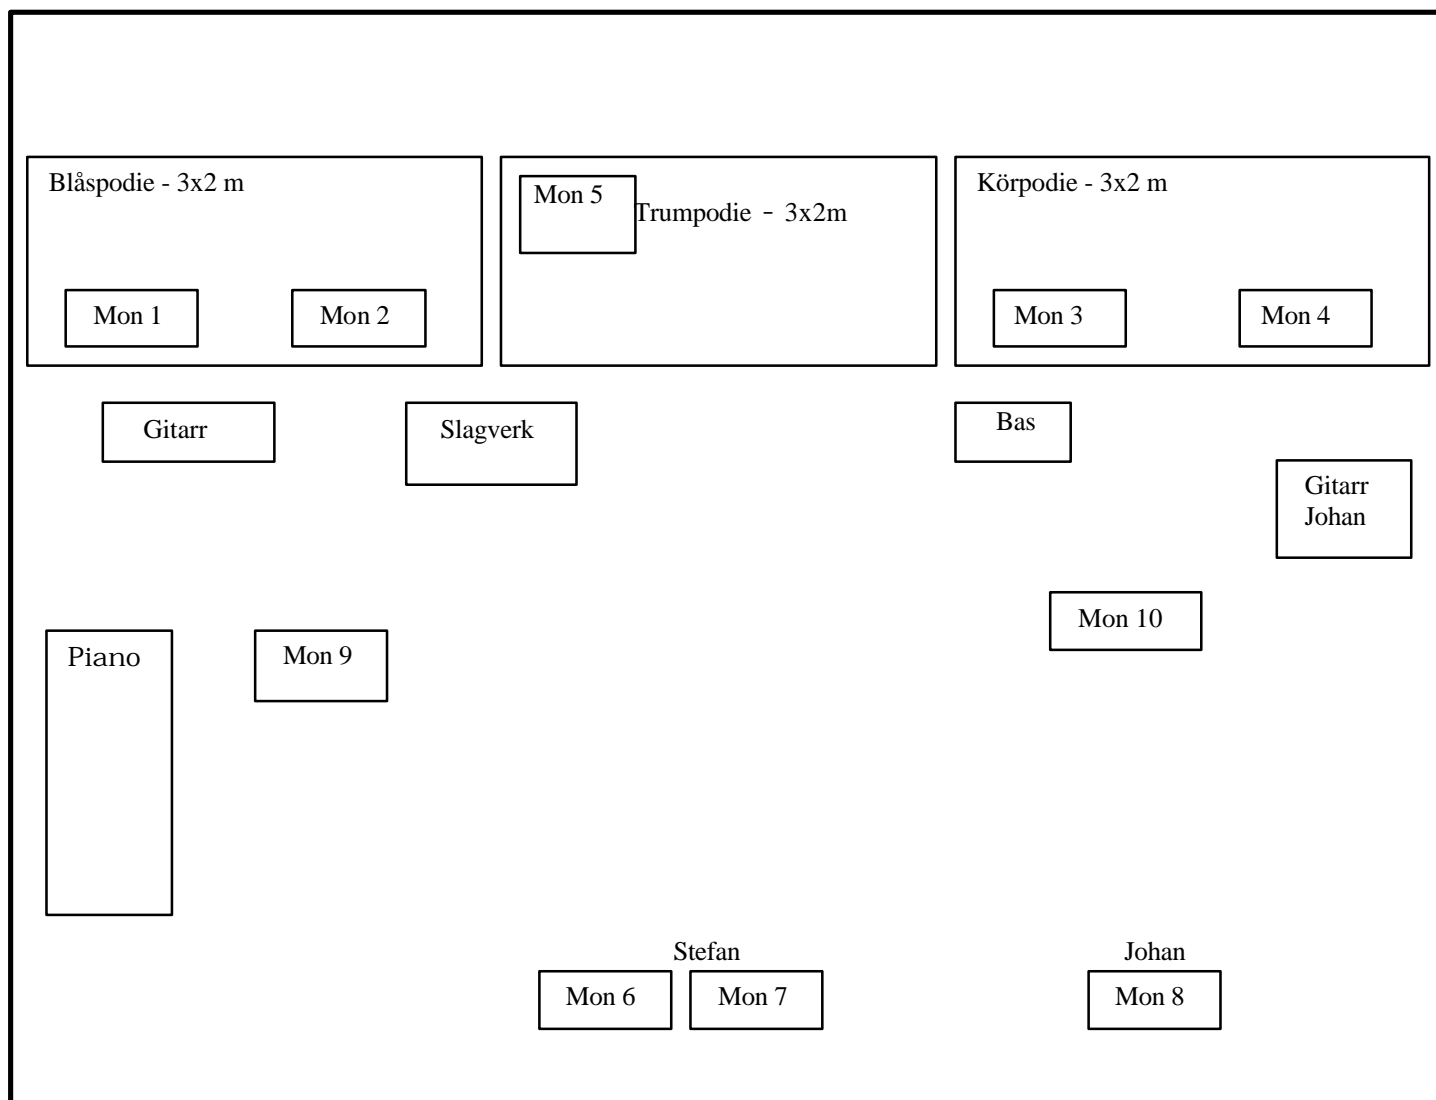 Blåspodie - 3x2 m
Mon 5
Trumpodie - 3x2m
Körpodie - 3x2 m
Mon 1
Mon 2
Mon 3
Mon 4
Gitarr
Slagverk
Bas
Gitarr
Johan
Mon 10
Piano
Mon 9
Stefan
Johan
Mon 6
Mon 7
Mon 8